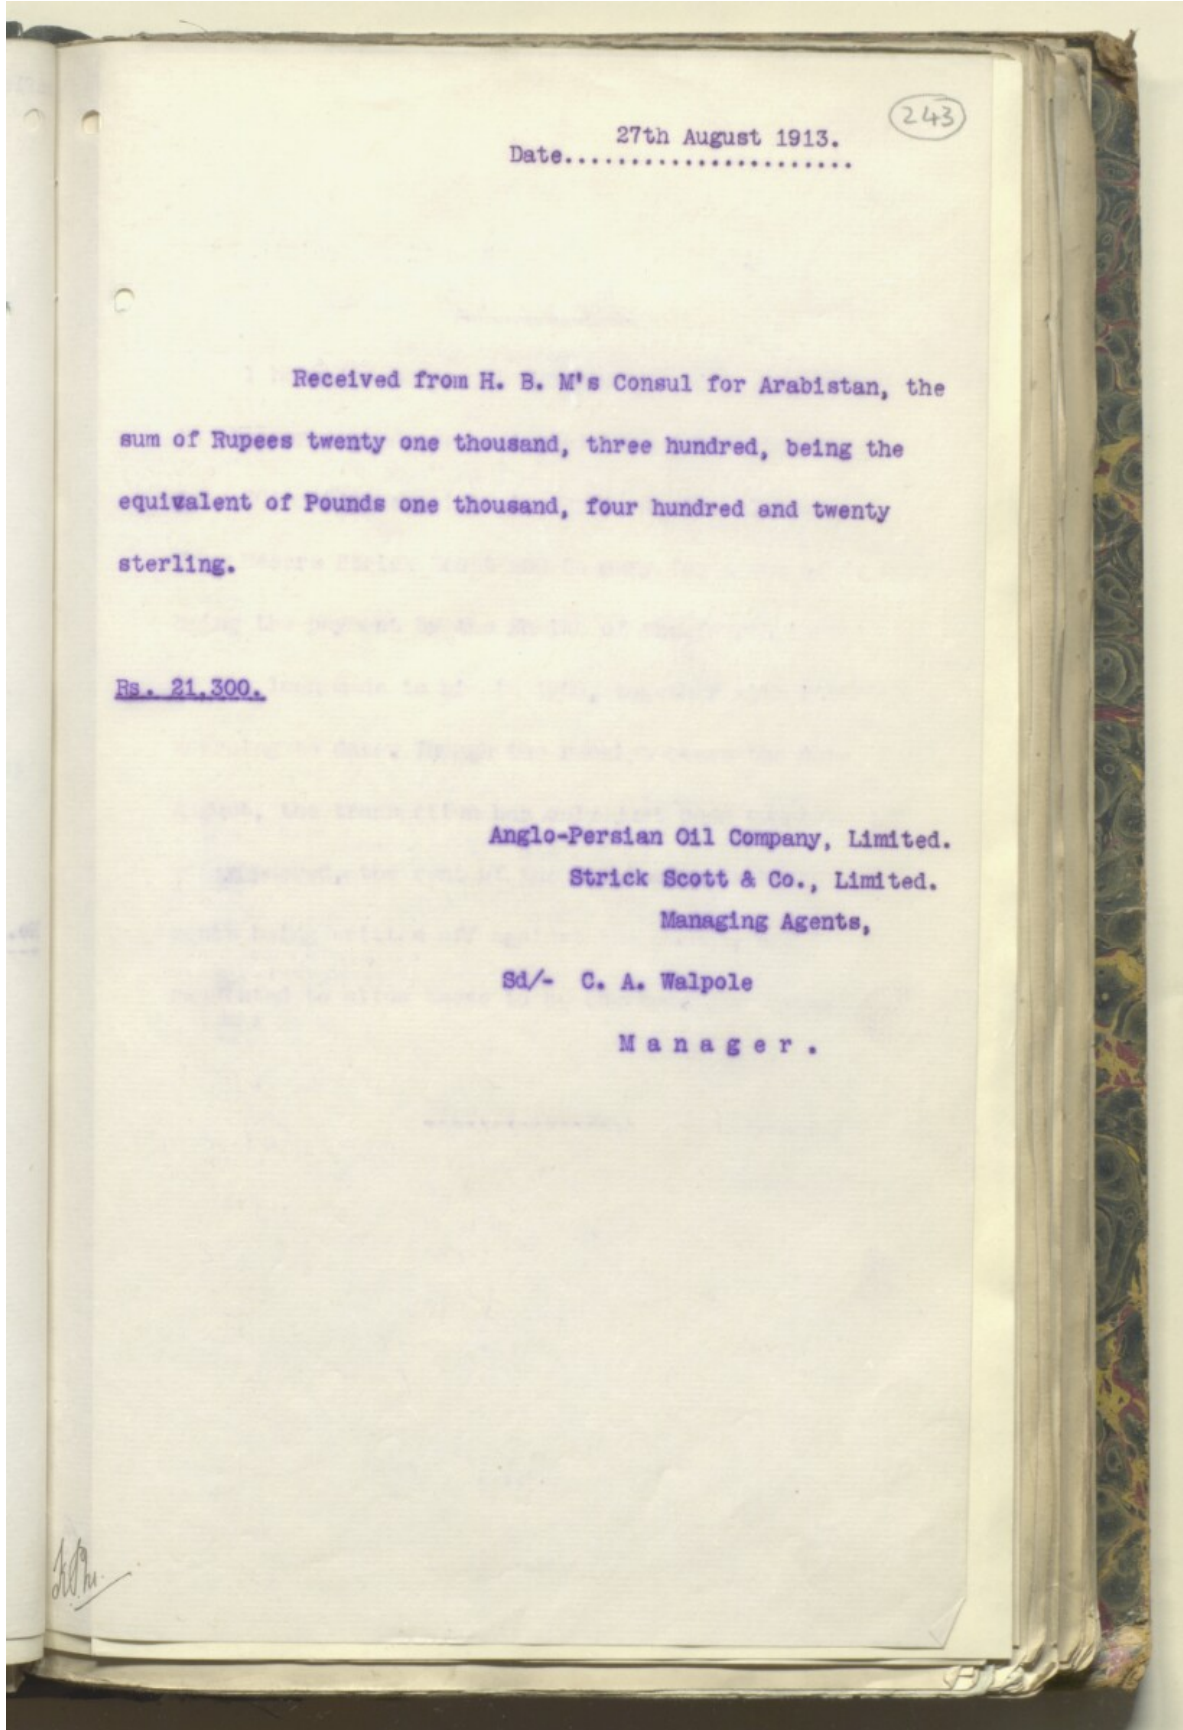 243
27th August 1913.
Date......................
Received from H. B. M's Consul for Arabistan, the
sum of Rupees twenty one thousand, three hundred, being the
equivalent of Pounds one thousand, four hundred and twenty
sterling.
Rs. 21,300.
Anglo-Persian Oil Company, Limited.
Strick Scott & Co., Limited.
Managing Agents,
Sd/- C. A. Walpole
Manager.